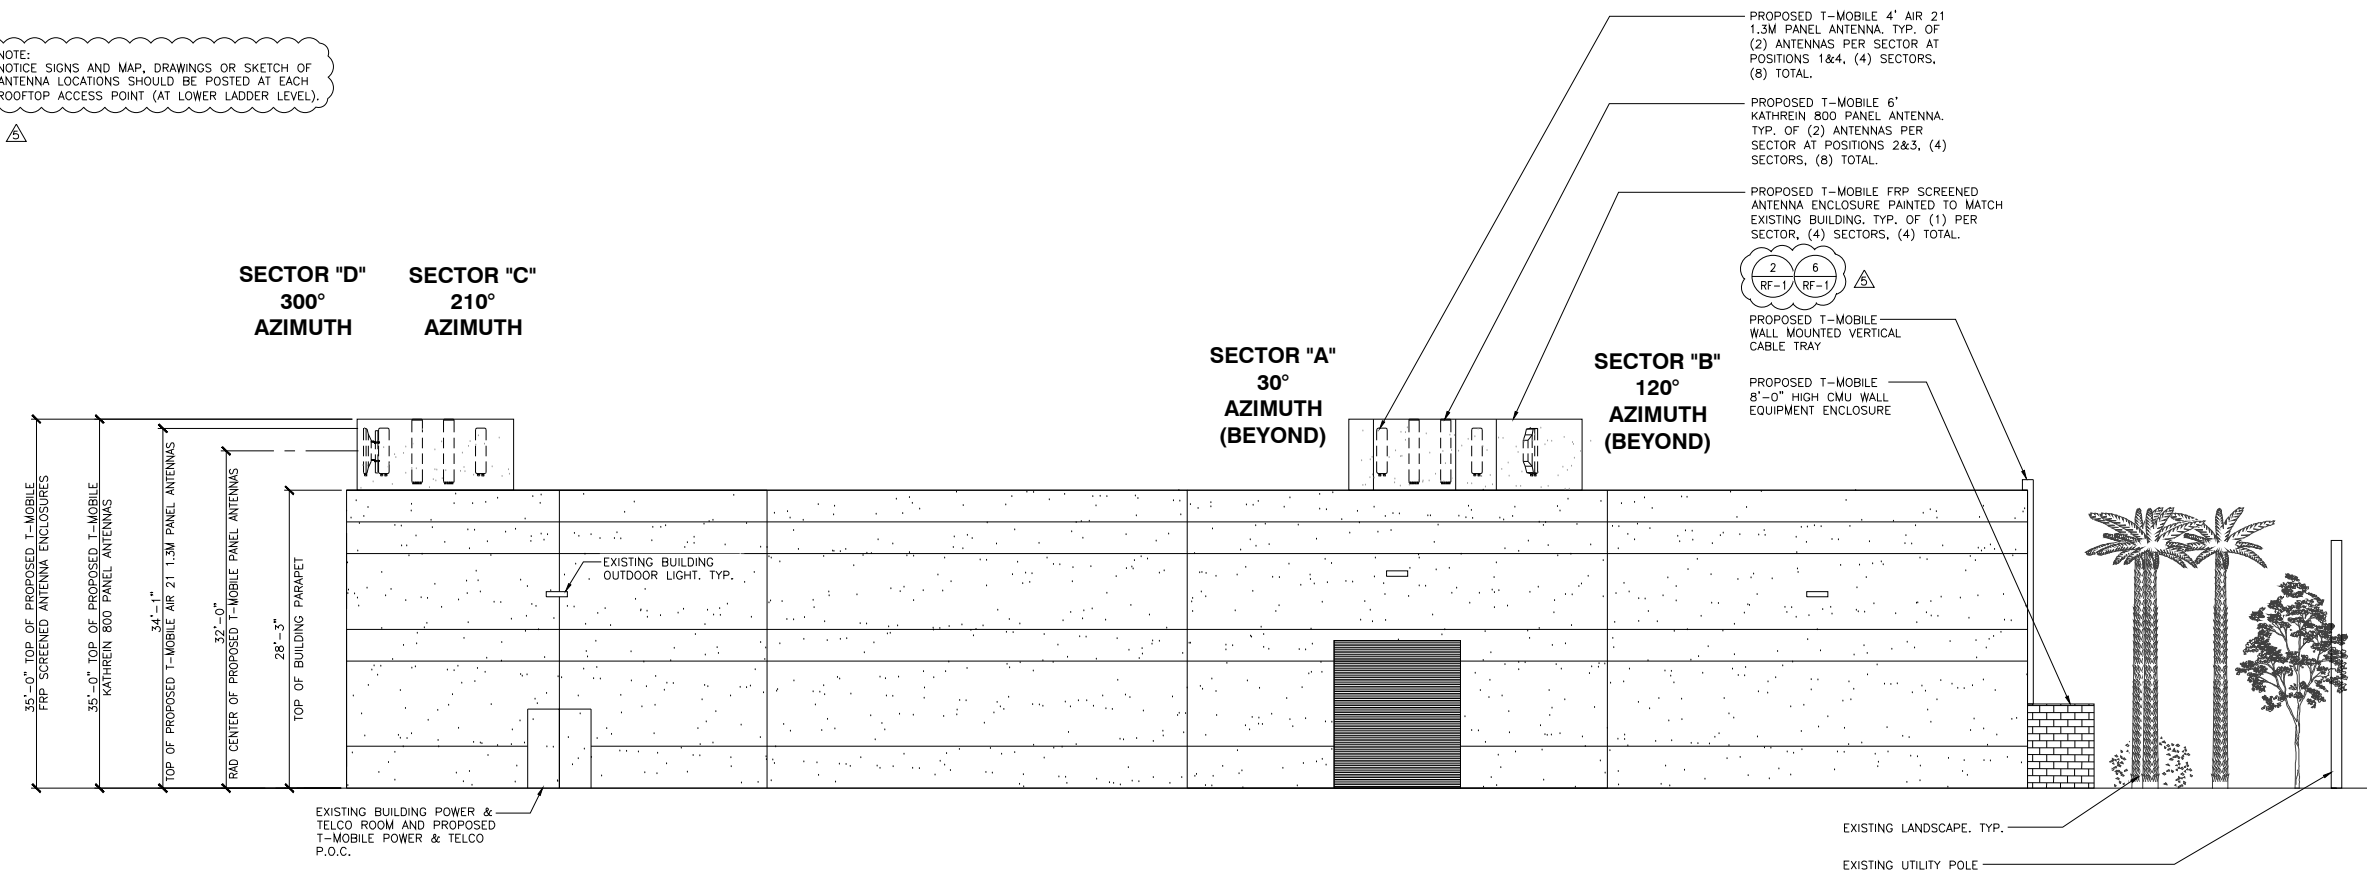 NOTE:
NOTICE SIGNS AND MAP, DRAWINGS OR SKETCH OF
ANTENNA LOCATIONS SHOULD BE POSTED AT EACH
ROOFTOP ACCESS POINT (AT LOWER LADDER LEVEL).
5
PROPOSED T-MOBILE 4' AIR 21
1.3M PANEL ANTENNA. TYP. OF
(2) ANTENNAS PER SECTOR AT
POSITIONS 1&4, (4) SECTORS,
(8) TOTAL.
PROPOSED T-MOBILE 6'
KATHREIN 800 PANEL ANTENNA.
TYP. OF (2) ANTENNAS PER
SECTOR AT POSITIONS 2&3, (4)
SECTORS, (8) TOTAL.
PROPOSED T-MOBILE FRP SCREENED
ANTENNA ENCLOSURE PAINTED TO MATCH
EXISTING BUILDING. TYP. OF (1) PER
SECTOR, (4) SECTORS, (4) TOTAL.
2
RF-1
6
RF-1
5
PROPOSED T-MOBILE
WALL MOUNTED VERTICAL
CABLE TRAY
PROPOSED T-MOBILE
8'-0" HIGH CMU WALL
EQUIPMENT ENCLOSURE
SECTOR "D"
300°
AZIMUTH
SECTOR "C"
210°
AZIMUTH
SECTOR "A"
30°
AZIMUTH
(BEYOND)
SECTOR "B"
120°
AZIMUTH
(BEYOND)
35'-0" TOP OF PROPOSED T-MOBILE
FRP SCREENED ANTENNA ENCLOSURES
35'-0" TOP OF PROPOSED T-MOBILE
KATHREIN 800 PANEL ANTENNAS
34'-1"
TOP OF PROPOSED T-MOBILE AIR 21 1.3M PANEL ANTENNAS
32'-0"
RAD CENTER OF PROPOSED T-MOBILE PANEL ANTENNAS
28'-3"
TOP OF BUILDING PARAPET
EXISTING BUILDING
OUTDOOR LIGHT. TYP.
EXISTING BUILDING POWER &
TELCO ROOM AND PROPOSED
T-MOBILE POWER & TELCO
P.O.C.
EXISTING LANDSCAPE. TYP.
EXISTING UTILITY POLE